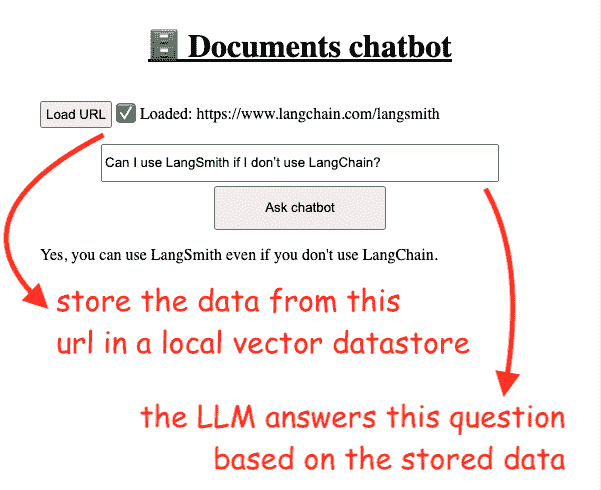 🗄️ Documents chatbot
Load URL ✅ Loaded: https://www.langchain.com/langsmith
Can I use LangSmith if I don’t use LangChain?
Ask chatbot
Yes, you can use LangSmith even if you don't use LangChain.
store the data from this
url in a local vector datastore
the LLM answers this question
based on the stored data